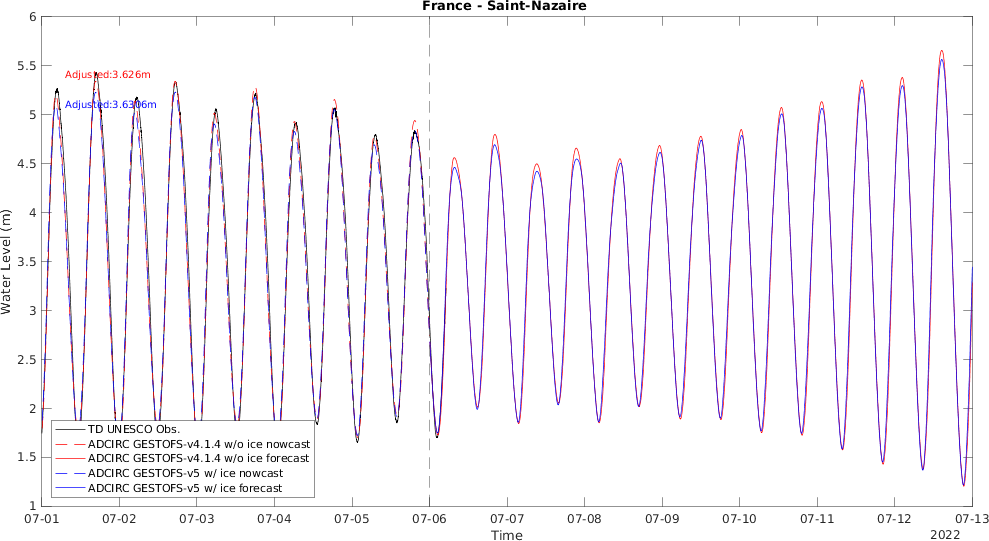 France - Saint-Nazaire
Water Level (m)
6
5.5
5
4.5
4
3.5
3
2.5
2
1.5
1
Adjusted:3.626m
Adjusted:3.6306m
TD UNESCO Obs.
ADCIRC GESTOFS-v4.1.4 w/o ice nowcast
ADCIRC GESTOFS-v4.1.4 w/o ice forecast
ADCIRC GESTOFS-v5 w/ ice nowcast
ADCIRC GESTOFS-v5 w/ ice forecast
07-01 07-02 07-03 07-04 07-05 07-06 07-07 07-08 07-09 07-10 07-11 07-12 07-13
Time
2022